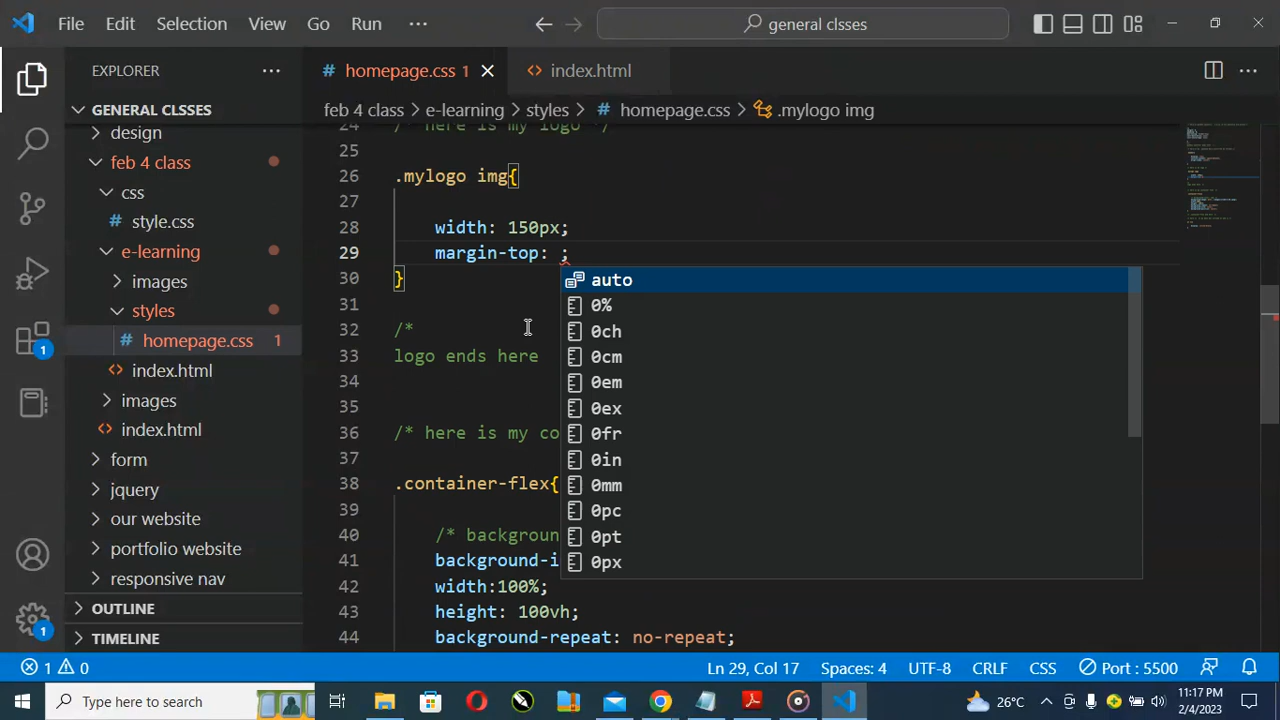 File Edit Selection View Go Run ··· general clsses
EXPLORER ··· # homepage.css 1 index.html ···
GENERAL CLSSES
feb 4 class > e-learning > styles > # homepage.css > .mylogo img
design
feb 4 class
css
# style.css
e-learning
images
styles
# homepage.css 1
index.html
images
index.html
form
jquery
our website
portfolio website
responsive nav
OUTLINE
TIMELINE
24 /* here is my logo */
25
26 .mylogo img{
27
28 width: 150px;
29 margin-top: ;
30 }
31
32 /*
33 logo ends here
34
35
36 /* here is my co
37
38 .container-flex{
39
40 /* backgroun
41 background-i
42 width:100%;
43 height: 100vh;
44 background-repeat: no-repeat;
auto
0%
0ch
0cm
0em
0ex
0fr
0in
0mm
0pc
0pt
0px
1
1
1 0 Ln 29, Col 17 Spaces: 4 UTF-8 CRLF CSS Port : 5500
Type here to search 26°C 11:17 PM
2/4/2023